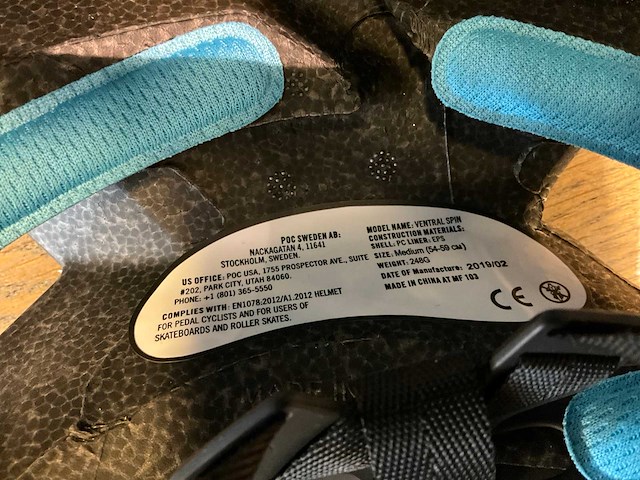 POC SWEDEN AB:
NACKAGATAN 4, 11641
STOCKHOLM, SWEDEN.
US OFFICE: POC USA, 1755 PROSPECTOR AVE., SUITE
#202, PARK CITY, UTAH 84060.
PHONE: +1 (801) 365-5550
COMPLIES WITH: EN1078:2012/A1:2012 HELMET
FOR PEDAL CYCLISTS AND FOR USERS OF
SKATEBOARDS AND ROLLER SKATES.
MODEL NAME: VENTRAL SPIN
CONSTRUCTION MATERIALS:
SHELL: PC LINER: EPS
SIZE: Medium (54-59 CM)
WEIGHT: 248G
DATE OF Manufacture: 2019/02
MADE IN CHINA AT MF 103
CE